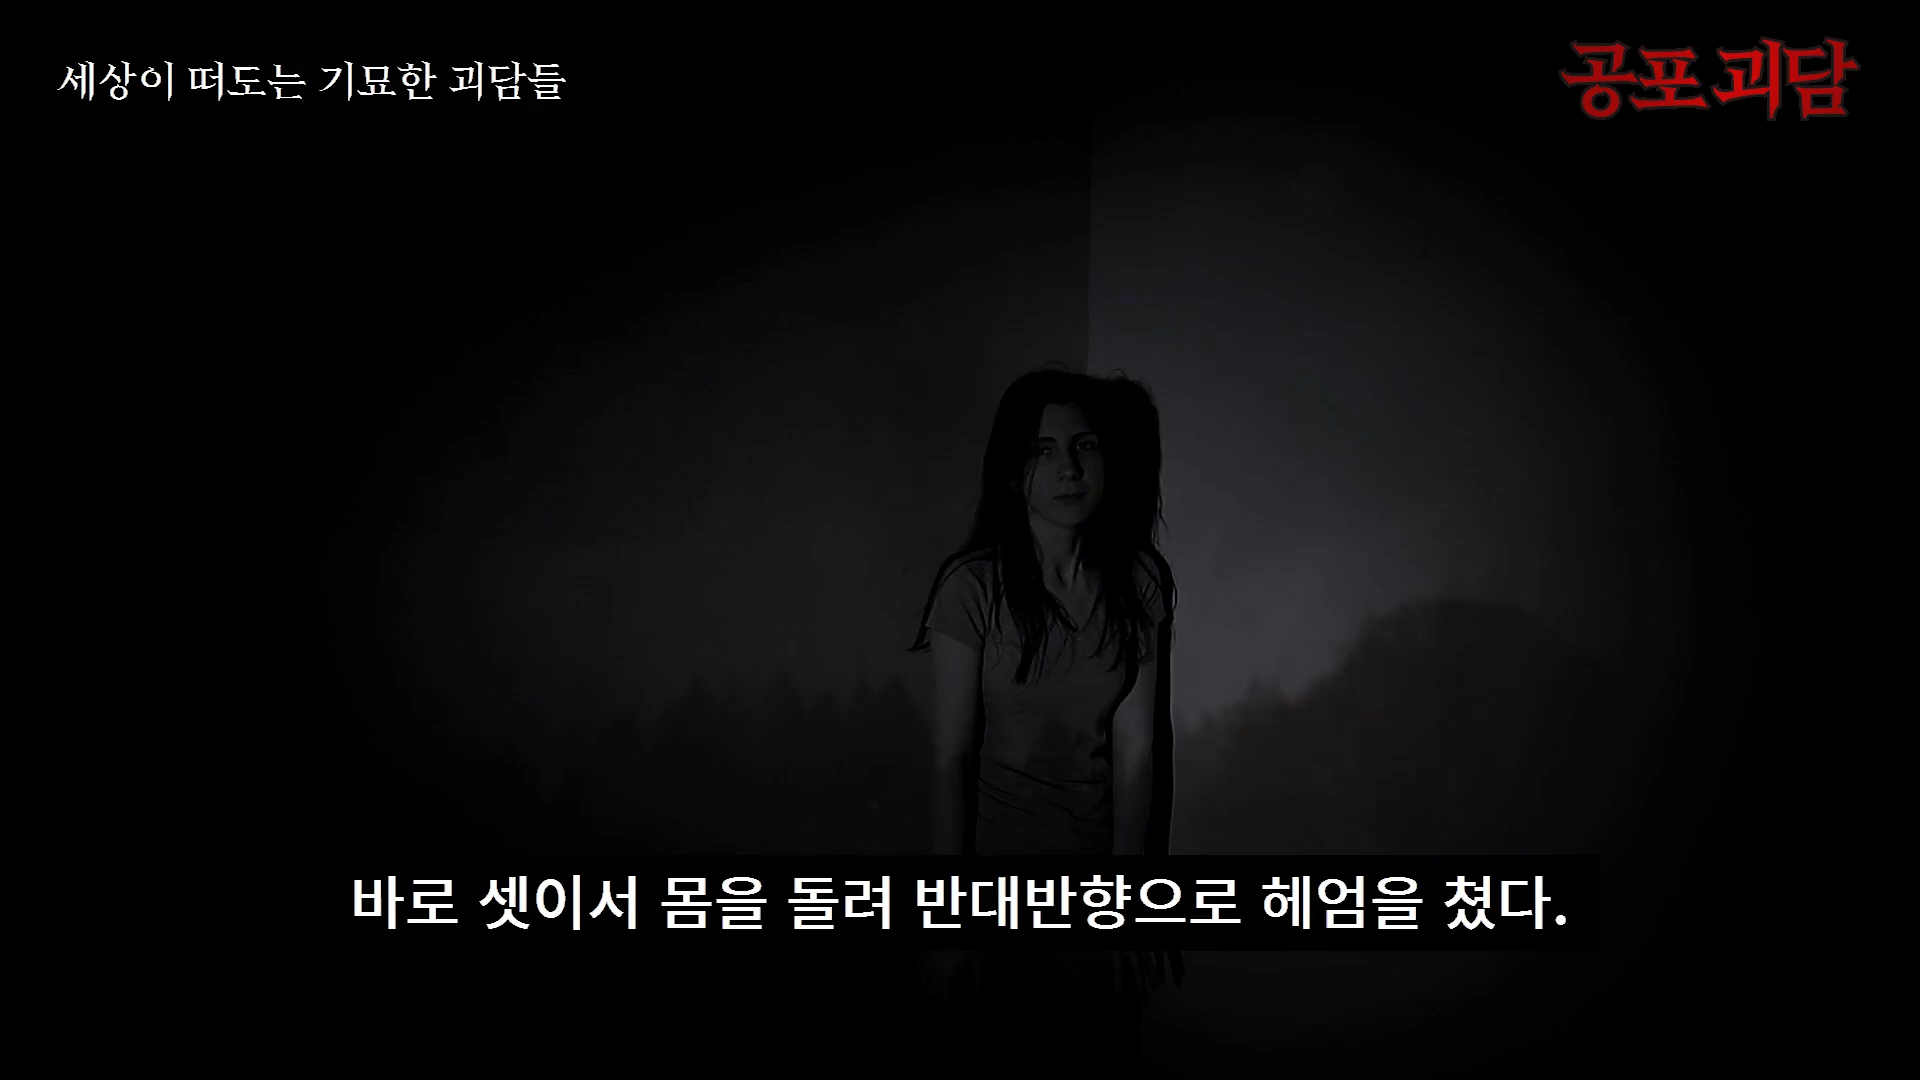 세상이 떠도는 기묘한 괴담들
공포 괴담
바로 셋이서 몸을 돌려 반대반향으로 헤엄을 쳤다.